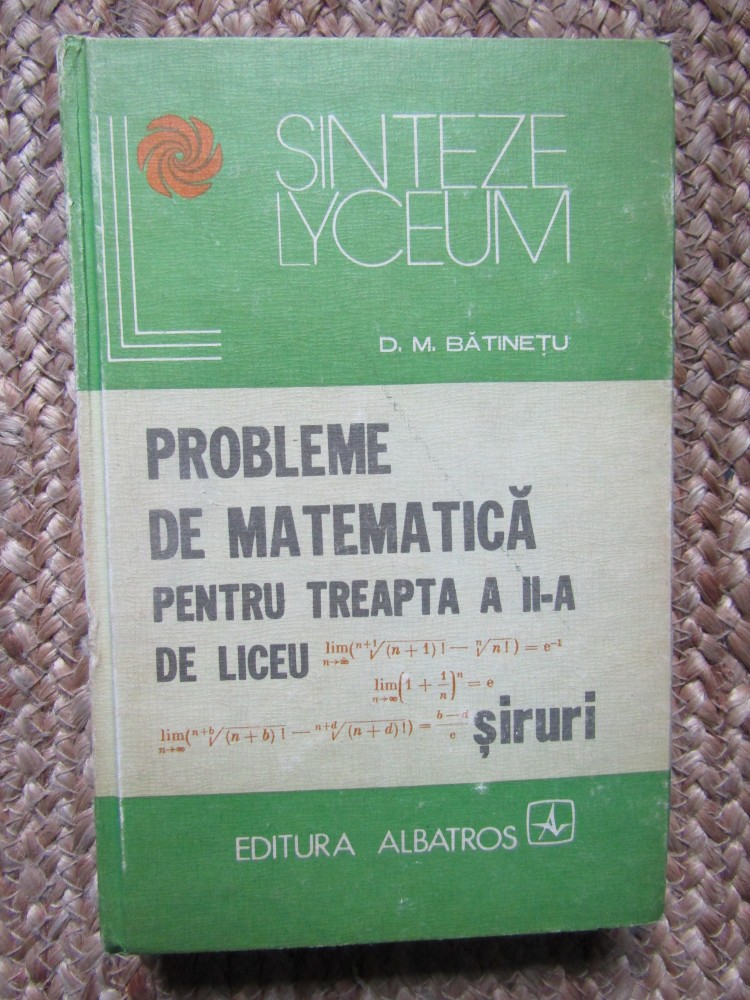 SINTEZE
LYCEUM
D. M. BĂTINEȚU
PROBLEME
DE MATEMATICĂ
PENTRU TREAPTA A II-A
DE LICEU
lim(ⁿ⁺¹√(n + 1)! — ⁿ√n!) = e⁻¹
n→∞
lim(1 + 1/n)ⁿ = e
n→∞
lim(ⁿ⁺ᵇ√(n + b)! — ⁿ⁺ᵈ√(n + d)!) = b — d/e
n→∞
șiruri
EDITURA ALBATROS